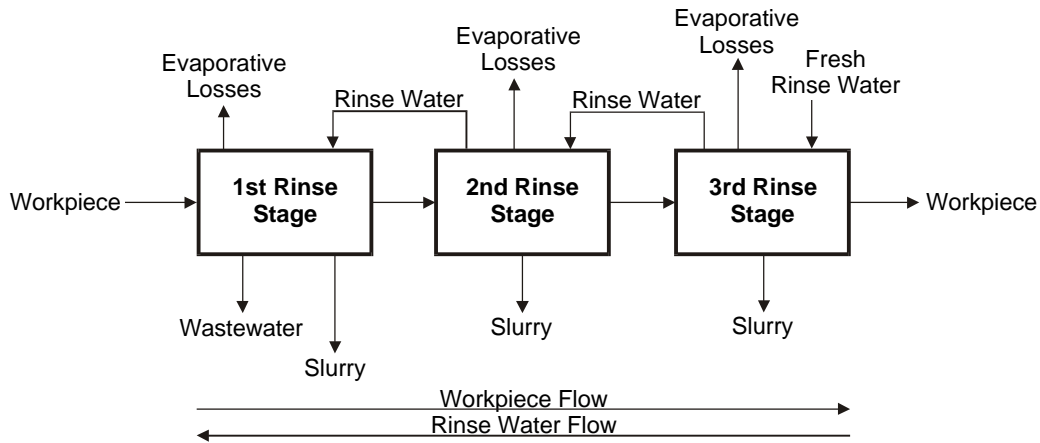 Evaporative
Losses
Evaporative
Losses
Evaporative
Losses
Fresh
Rinse Water
Rinse Water
Rinse Water
Workpiece
1st Rinse
Stage
2nd Rinse
Stage
3rd Rinse
Stage
Workpiece
Wastewater
Slurry
Slurry
Slurry
Workpiece Flow
Rinse Water Flow